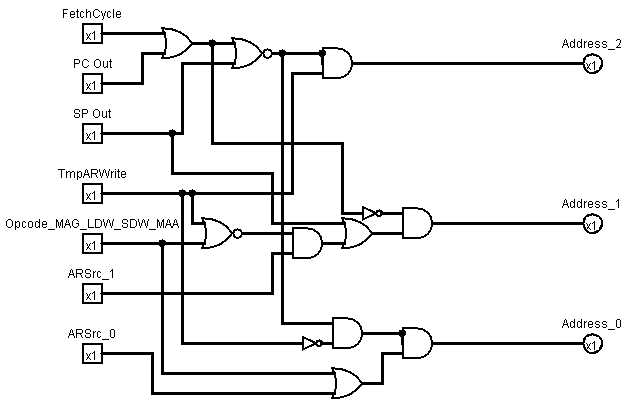 FetchCycle
x1
PC Out
x1
SP Out
x1
TmpARWrite
x1
Opcode_MAG_LDW_SDW_MAA
x1
ARSrc_1
x1
ARSrc_0
x1
Address_2
x1
Address_1
x1
Address_0
x1